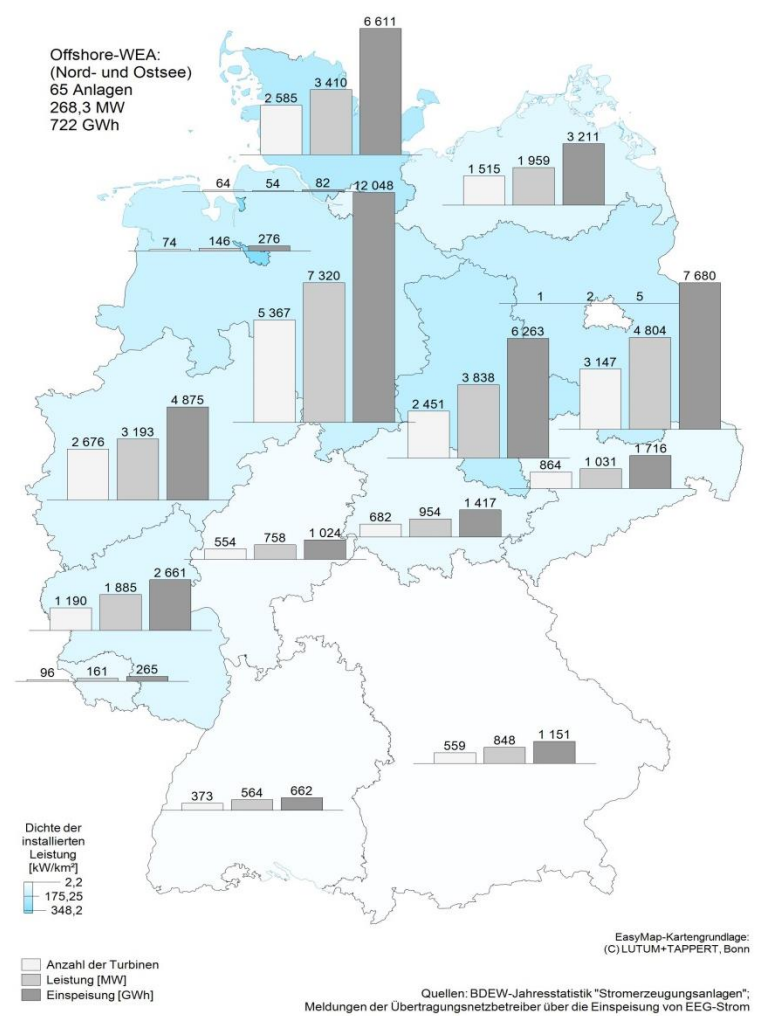 Offshore-WEA:
(Nord- und Ostsee)
65 Anlagen
268,3 MW
722 GWh
2 585 3 410 6 611
1 515 1 959 3 211
64 54 82
74 146 276
5 367 7 320 12 048
1 2 5
2 451 3 838 6 263
3 147 4 804 7 680
2 676 3 193 4 875
864 1 031 1 716
682 954 1 417
554 758 1 024
1 190 1 885 2 661
96 161 265
559 848 1 151
373 564 662
Dichte der
installierten
Leistung
[kW/km²]
2,2
175,25
348,2
Anzahl der Turbinen
Leistung [MW]
Einspeisung [GWh]
EasyMap-Kartengrundlage:
(C) LUTUM+TAPPERT, Bonn
Quellen: BDEW-Jahresstatistik "Stromerzeugungsanlagen";
Meldungen der Übertragungsnetzbetreiber über die Einspeisung von EEG-Strom